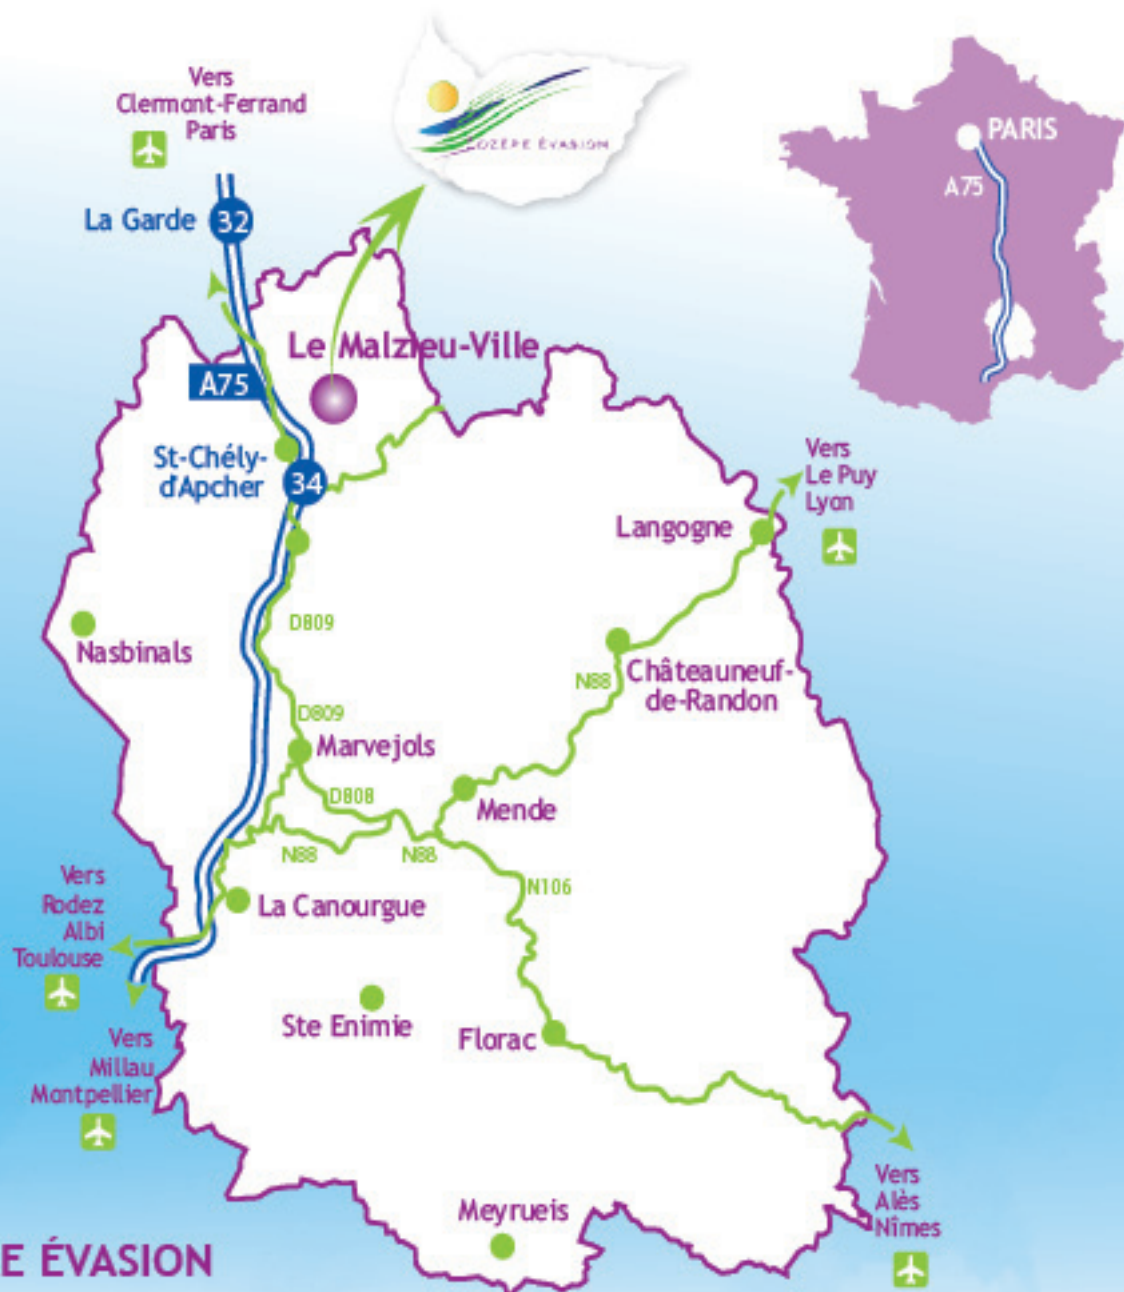 Vers
Clermont-Ferrand
Paris
OZÈRE ÉVASION
PARIS
A75
La Garde 32
Le Malzieu-Ville
A75
St-Chély-
d'Apcher
34
Vers
Le Puy
Lyon
Langogne
D809
Nasbinals
Châteauneuf-
de-Randon
N88
D809
Marvejols
D808
Mende
N88
N88
N106
Vers
Rodez
Albi
Toulouse
La Canourgue
Ste Enimie
Florac
Vers
Millau
Montpellier
Vers
Alès
Nîmes
Meyrueis
E ÉVASION